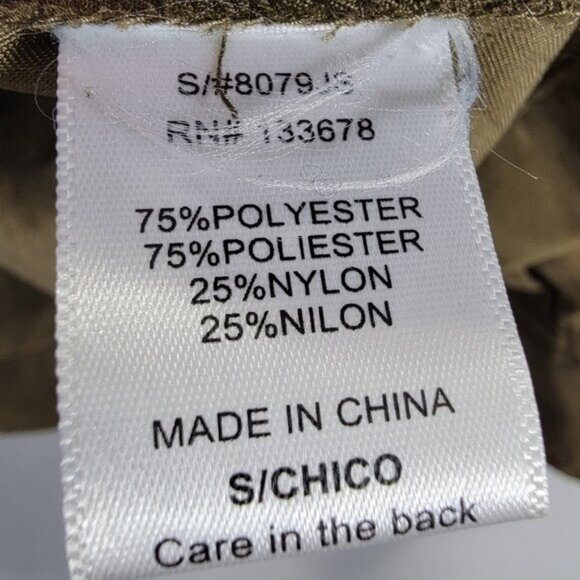 S/#8079JS
RN# 133678
75%POLYESTER
75%POLIESTER
25%NYLON
25%NILON
MADE IN CHINA
S/CHICO
Care in the back